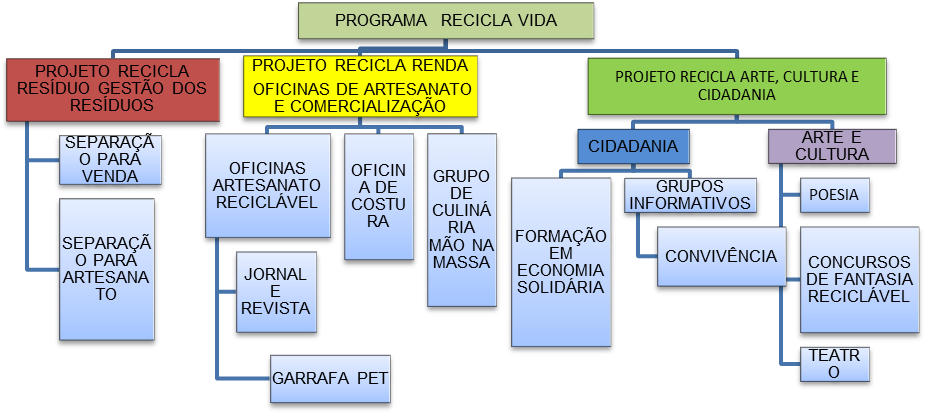 PROGRAMA RECICLA VIDA
PROJETO RECICLA
RESÍDUO GESTÃO DOS
RESÍDUOS
SEPARAÇÃ
O PARA
VENDA
SEPARAÇÃ
O PARA
ARTESANA
TO
PROJETO RECICLA RENDA
OFICINAS DE ARTESANATO
E COMERCIALIZAÇÃO
OFICINAS
ARTESANATO
RECICLÁVEL
JORNAL
E
REVISTA
GARRAFA PET
OFICIN
A DE
COSTU
RA
GRUPO
DE
CULINÁ
RIA
MÃO NA
MASSA
PROJETO RECICLA ARTE, CULTURA E
CIDADANIA
CIDADANIA
FORMAÇÃO
EM
ECONOMIA
SOLIDÁRIA
GRUPOS
INFORMATIVOS
CONVIVÊNCIA
ARTE E
CULTURA
POESIA
CONCURSOS
DE FANTASIA
RECICLÁVEL
TEATR
O